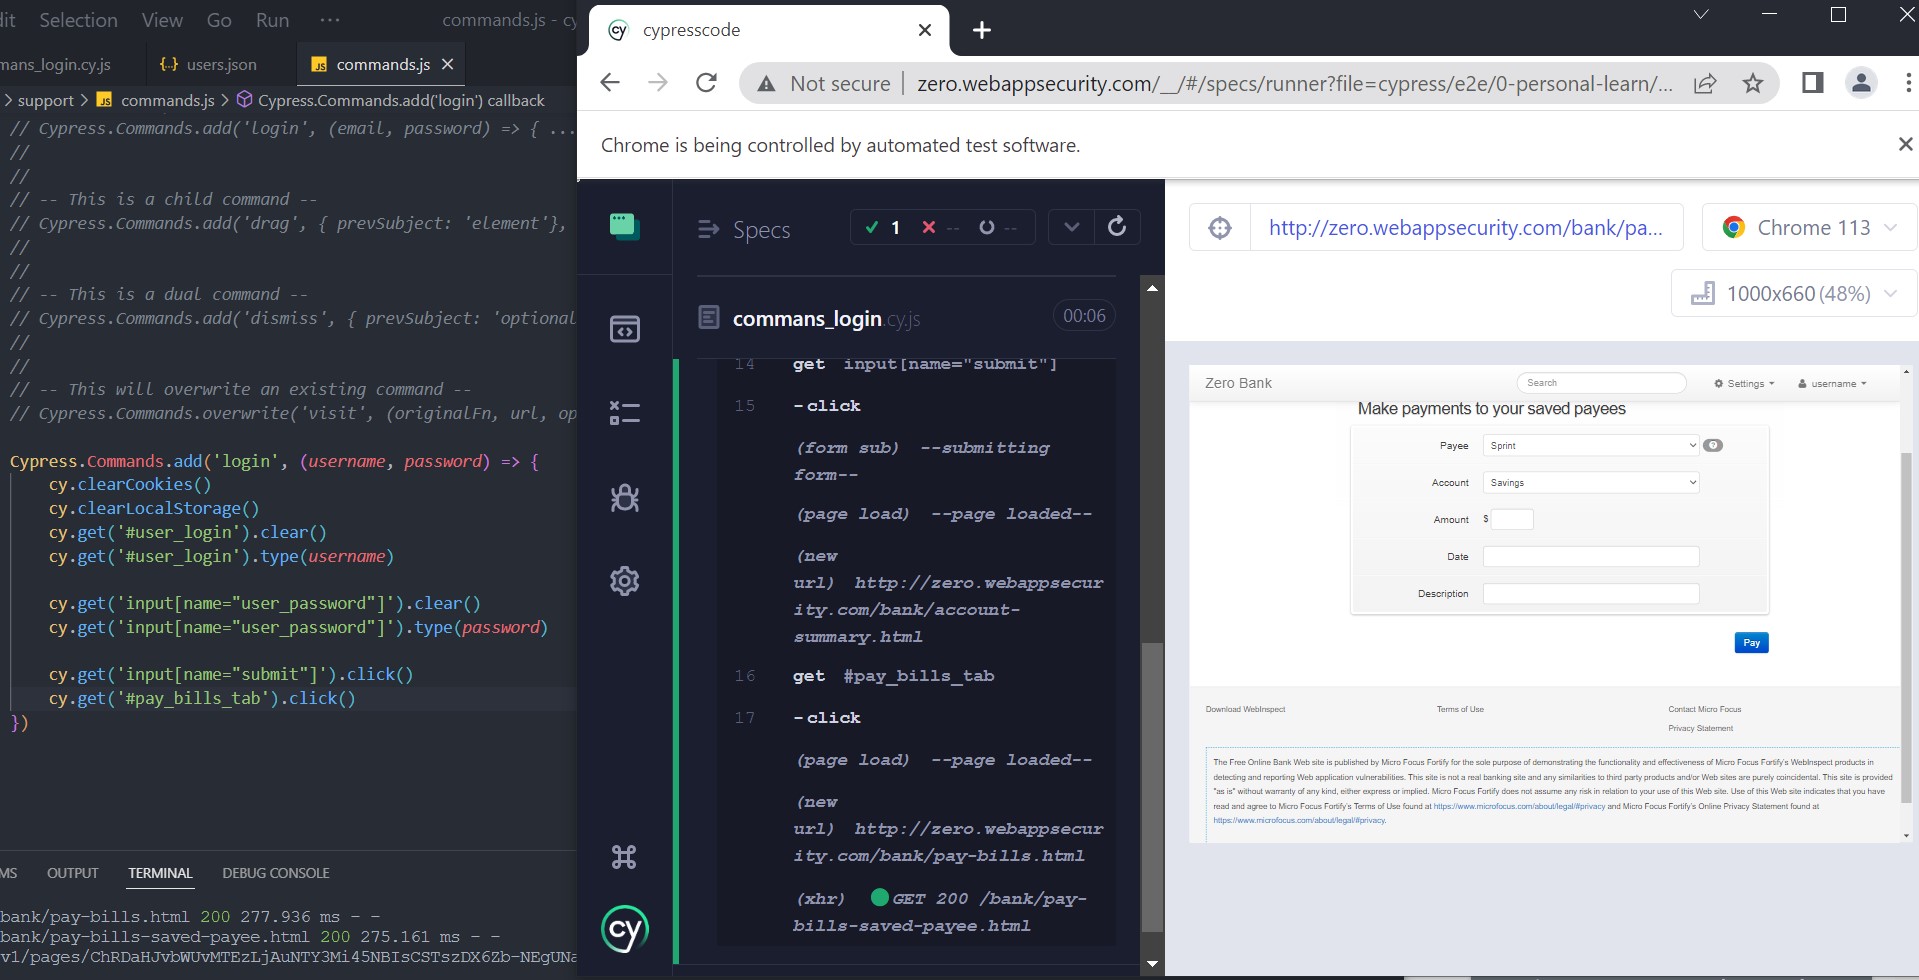 dit Selection View Go Run ··· commands.js - cy
mans_login.cy.js {} users.json JS commands.js ×
> support > JS commands.js > Cypress.Commands.add('login') callback
// Cypress.Commands.add('login', (email, password) => { ...
//
//
// -- This is a child command --
// Cypress.Commands.add('drag', { prevSubject: 'element'},
//
//
// -- This is a dual command --
// Cypress.Commands.add('dismiss', { prevSubject: 'optional
//
//
// -- This will overwrite an existing command --
// Cypress.Commands.overwrite('visit', (originalFn, url, op
Cypress.Commands.add('login', (username, password) => {
cy.clearCookies()
cy.clearLocalStorage()
cy.get('#user_login').clear()
cy.get('#user_login').type(username)
cy.get('input[name="user_password"]').clear()
cy.get('input[name="user_password"]').type(password)
cy.get('input[name="submit"]').click()
cy.get('#pay_bills_tab').click()
})
MS OUTPUT TERMINAL DEBUG CONSOLE
bank/pay-bills.html 200 277.936 ms - -
bank/pay-bills-saved-payee.html 200 275.161 ms - -
cy cypresscode
Not secure | zero.webappsecurity.com/__/#/specs/runner?file=cypress/e2e/0-personal-learn/...
Chrome is being controlled by automated test software.
Specs 1 -- --
commans_login.cy.js 00:06
14 get input[name="submit"]
15 -click
(form sub) --submitting
form--
(page load) --page loaded--
(new
url) http://zero.webappsecur
ity.com/bank/account-
summary.html
16 get #pay_bills_tab
17 -click
(page load) --page loaded--
(new
url) http://zero.webappsecur
ity.com/bank/pay-bills.html
(xhr) GET 200 /bank/pay-
bills-saved-payee.html
cy
http://zero.webappsecurity.com/bank/pa... Chrome 113
1000x660 (48%)
Zero Bank Search Settings username
Make payments to your saved payees
Payee Sprint ?
Account Savings
Amount $
Date
Description
Pay
Download WebInspect Terms of Use Contact Micro Focus
Privacy Statement
The Free Online Bank Web site is published by Micro Focus Fortify for the sole purpose of demonstrating the functionality and effectiveness of Micro Focus Fortify's WebInspect products in
detecting and reporting Web application vulnerabilities. This site is not a real banking site and any similarities to third party products and/or Web sites are purely coincidental. This site is provided
"as is" without warranty of any kind, either express or implied. Micro Focus Fortify does not assume any risk in relation to your use of this Web site. Use of this Web site indicates that you have
read and agree to Micro Focus Fortify's Terms of Use found at https://www.microfocus.com/about/legal/#privacy and Micro Focus Fortify's Online Privacy Statement found at
https://www.microfocus.com/about/legal/#privacy.